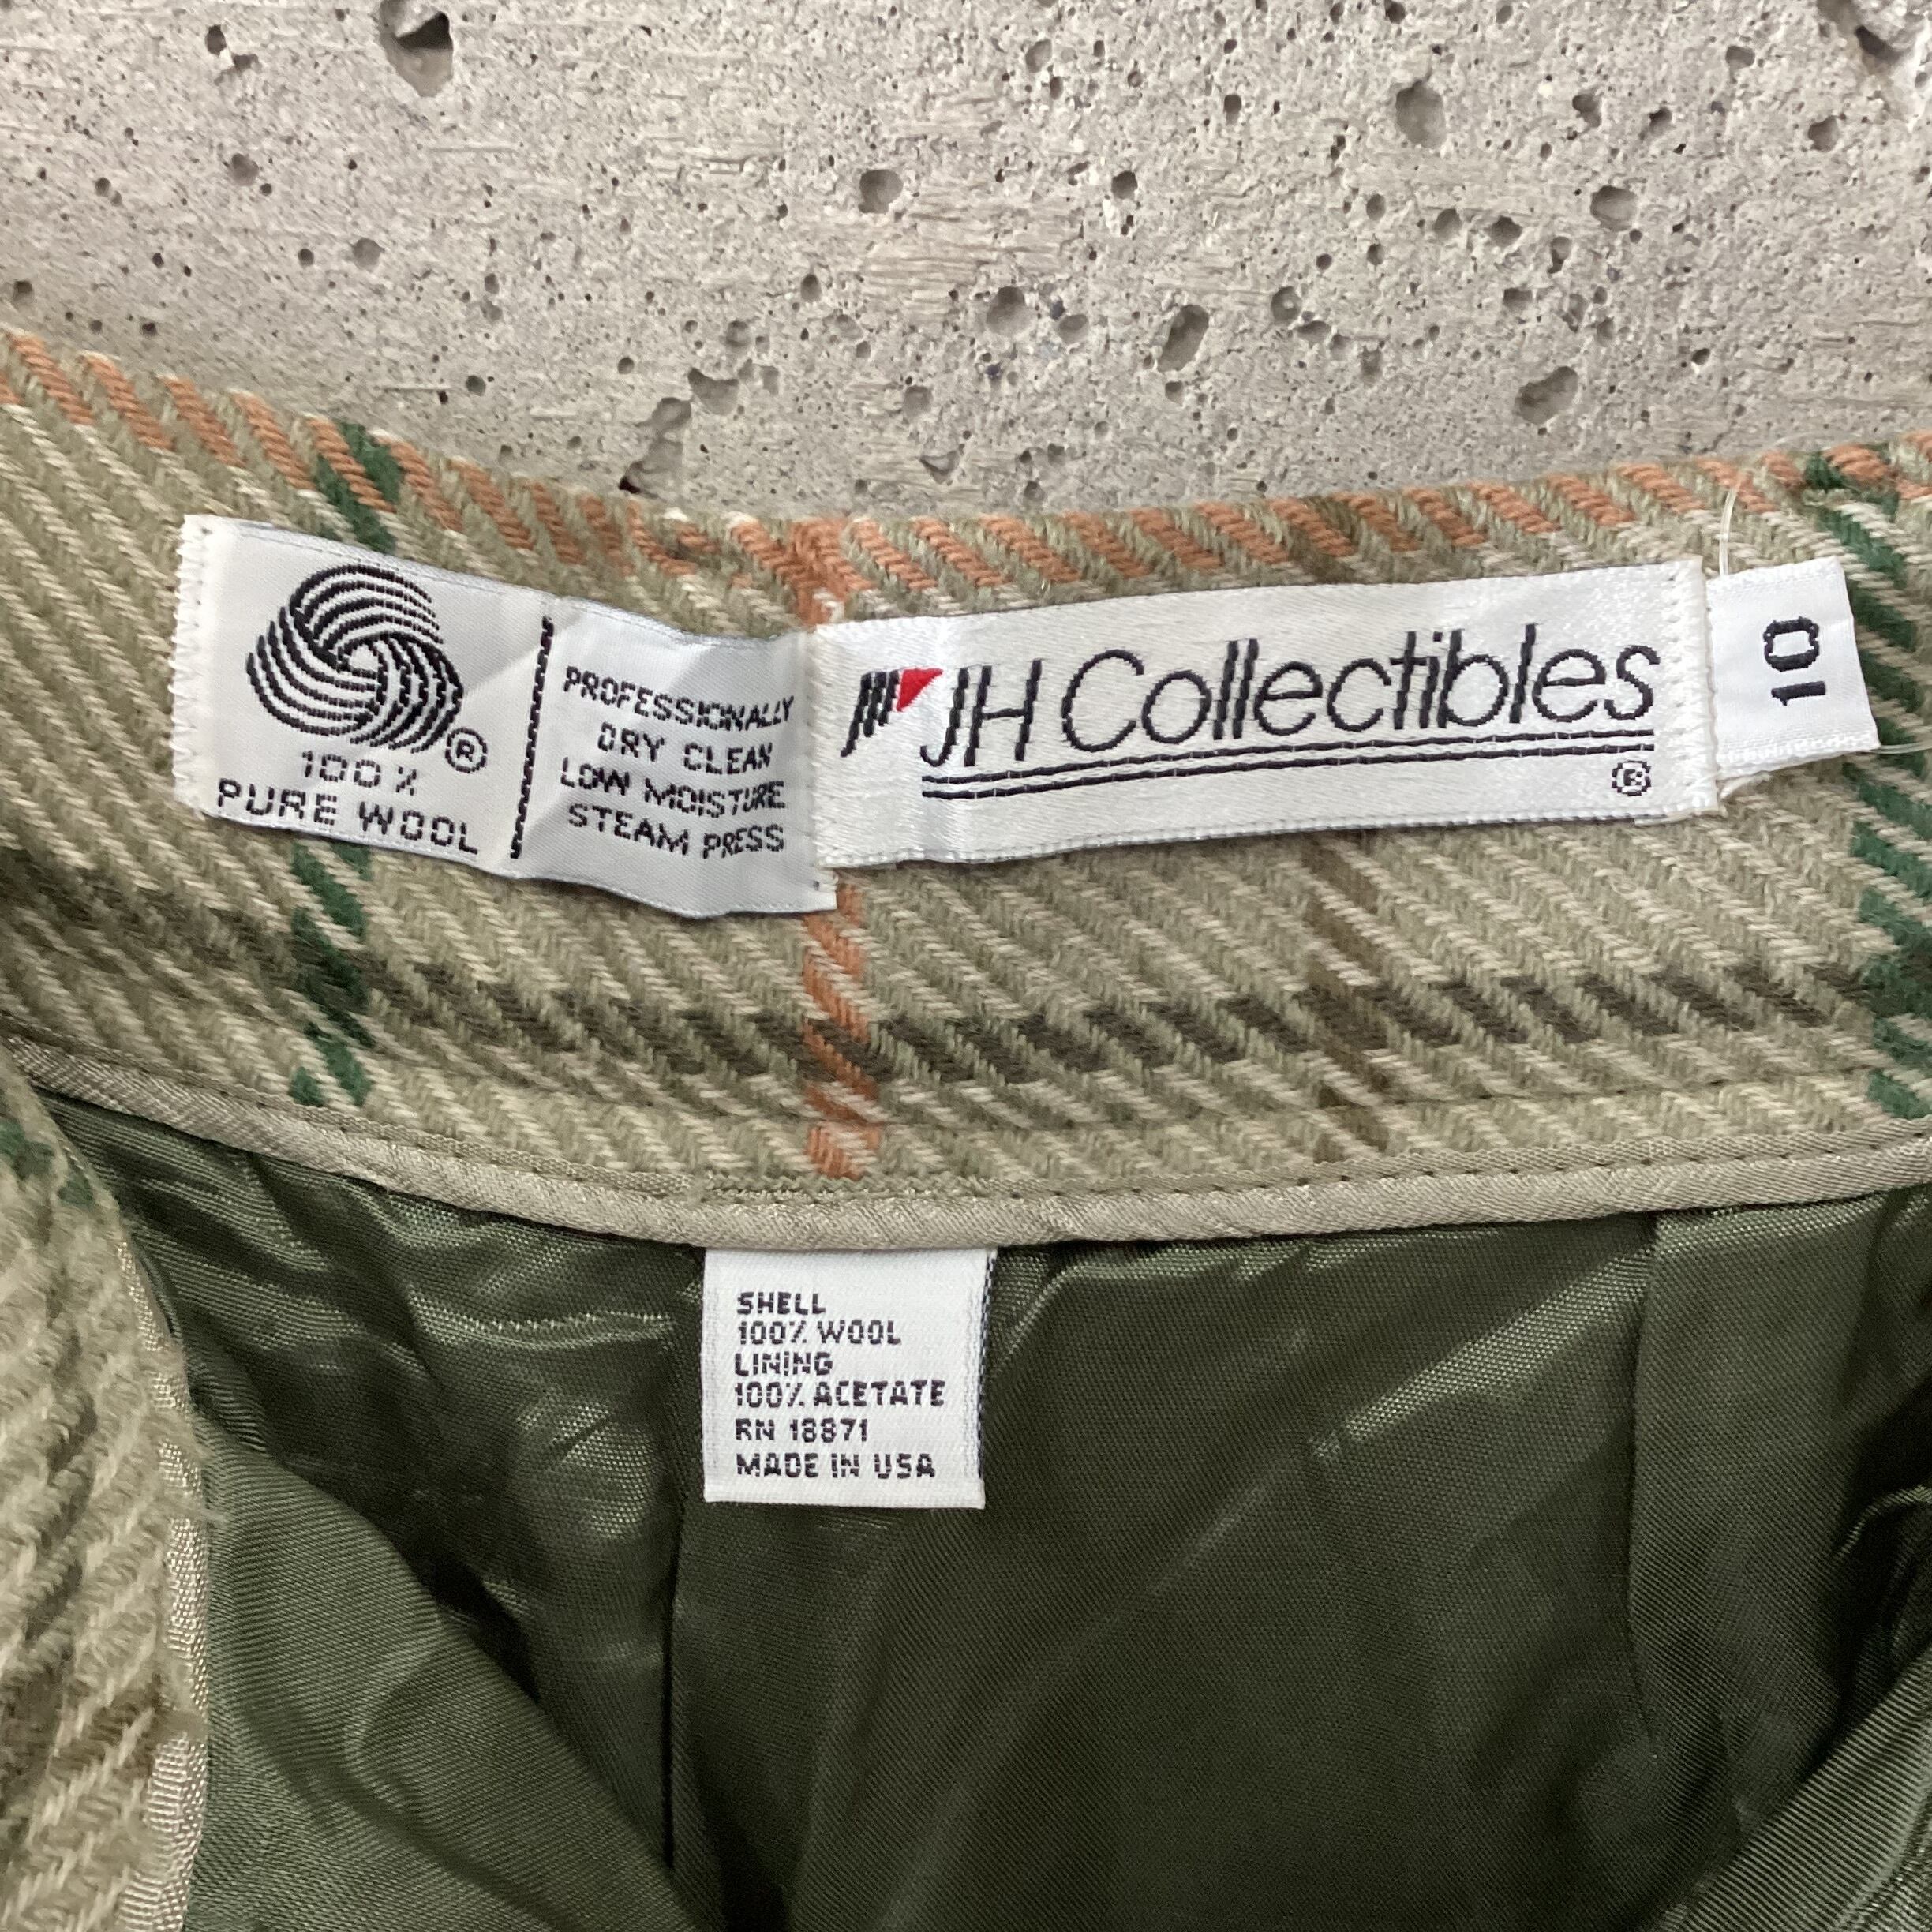 ®
100%
PURE WOOL
PROFESSIONALLY
DRY CLEAN
LOW MOISTURE
STEAM PRESS
JH Collectibles
®
10
SHELL
100% WOOL
LINING
100% ACETATE
RN 18871
MADE IN USA